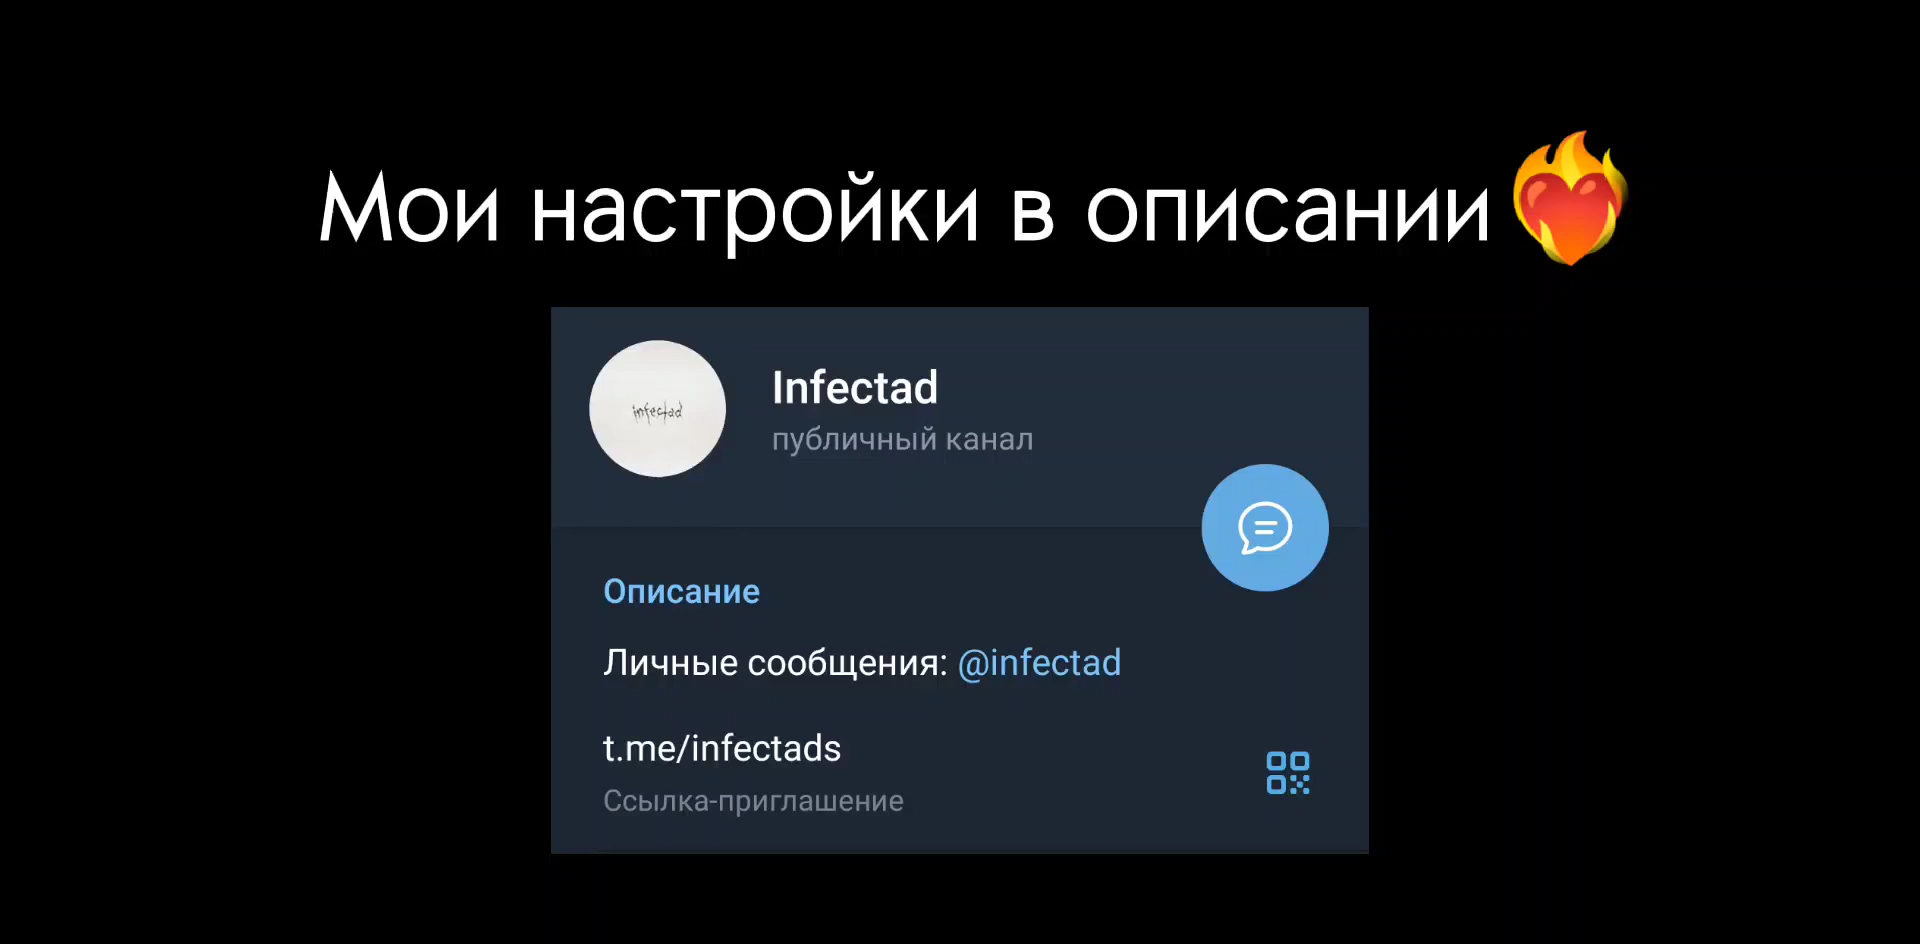 Мои настройки в описании❤️‍🔥
infectad
Infectad
публичный канал
Описание
Личные сообщения: @infectad
t.me/infectads
Ссылка-приглашение